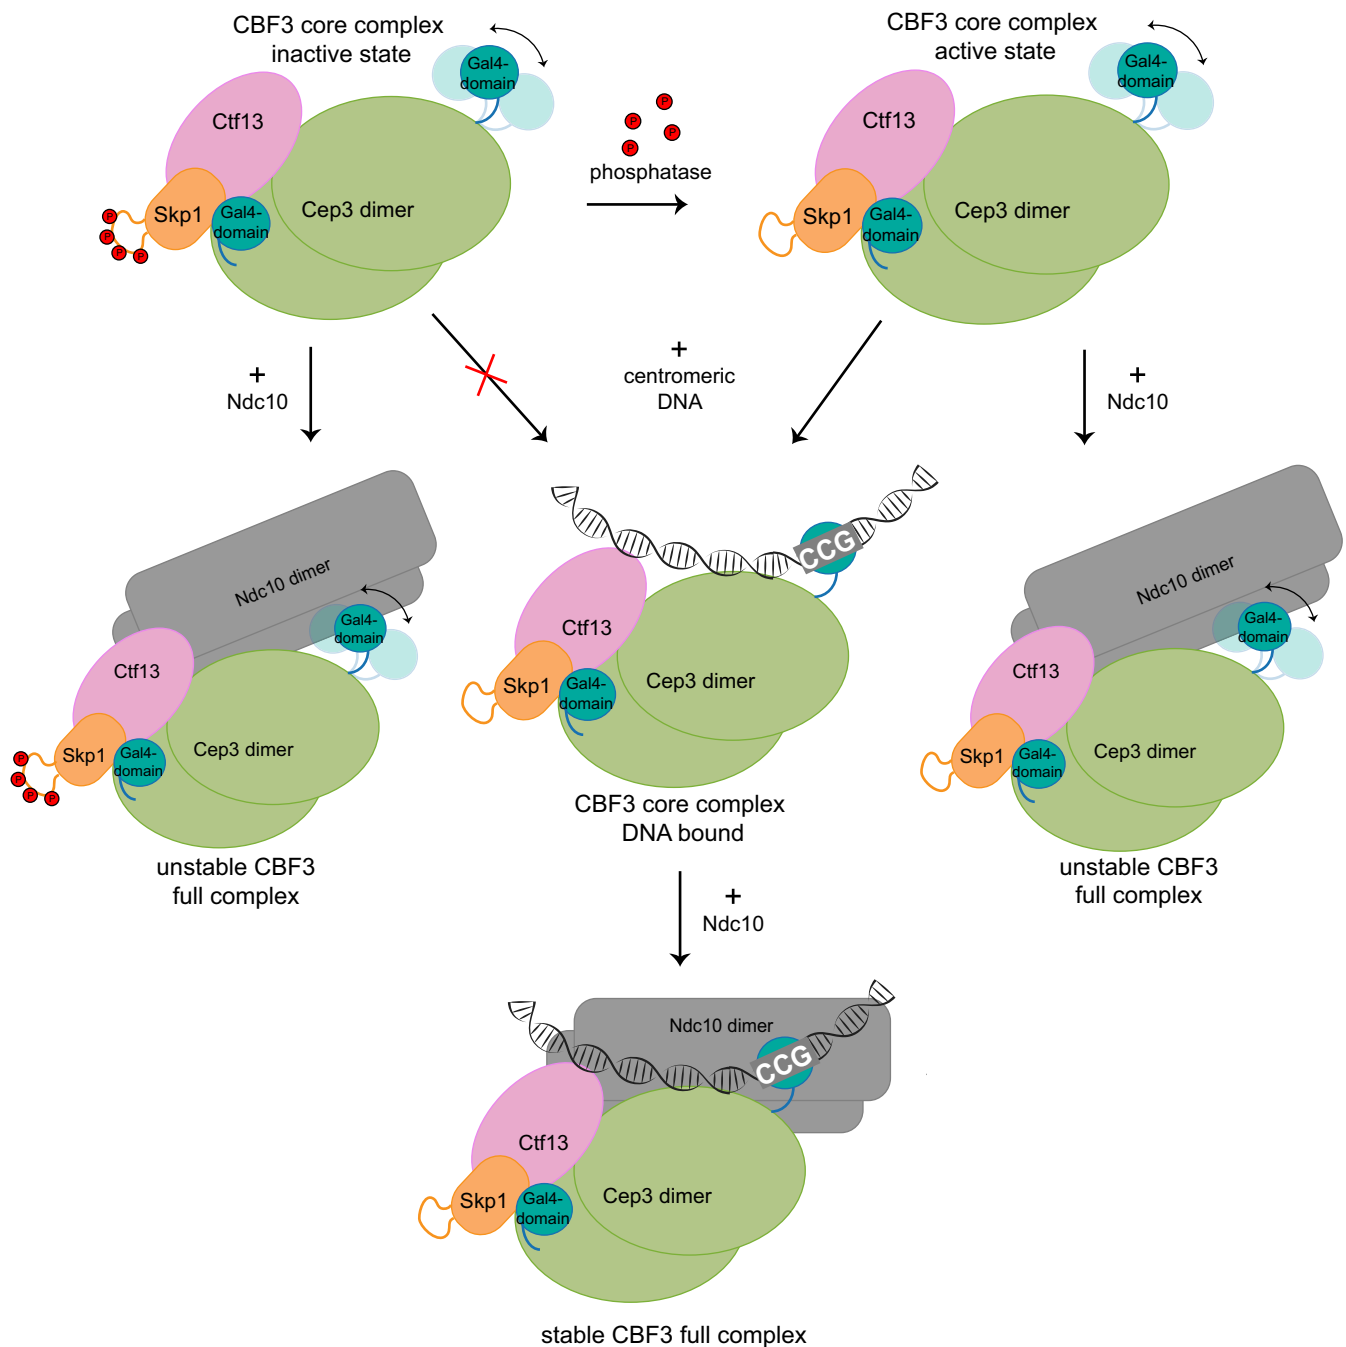 CBF3 core complex
inactive state
Gal4-
domain
Ctf13
Skp1
Gal4-
domain
Cep3 dimer
P
P
P
P
P
P
P
P
phosphatase
CBF3 core complex
active state
Gal4-
domain
Ctf13
Skp1
Gal4-
domain
Cep3 dimer
+
Ndc10
+
centromeric
DNA
+
Ndc10
Ndc10 dimer
Gal4-
domain
Ctf13
Skp1
Gal4-
domain
Cep3 dimer
P
P
P
P
unstable CBF3
full complex
CCG
Ctf13
Skp1
Gal4-
domain
Cep3 dimer
CBF3 core complex
DNA bound
Ndc10 dimer
Gal4-
domain
Ctf13
Skp1
Gal4-
domain
Cep3 dimer
unstable CBF3
full complex
+
Ndc10
Ndc10 dimer
CCG
Ctf13
Skp1
Gal4-
domain
Cep3 dimer
stable CBF3 full complex